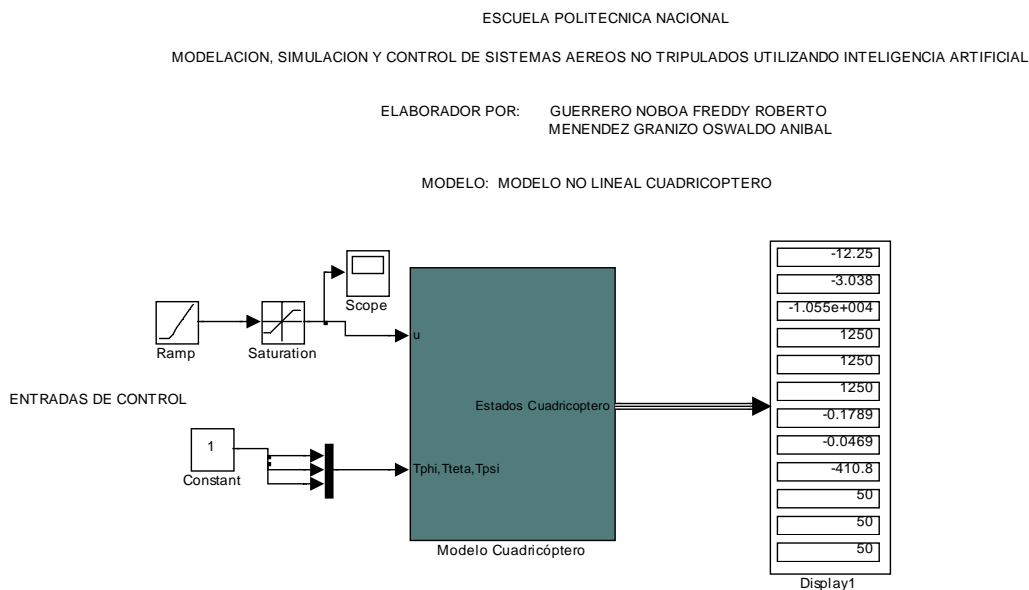 ESCUELA POLITECNICA NACIONAL
MODELACION, SIMULACION Y CONTROL DE SISTEMAS AEREOS NO TRIPULADOS UTILIZANDO INTELIGENCIA ARTIFICIAL
ELABORADOR POR: GUERRERO NOBOA FREDDY ROBERTO
MENENDEZ GRANIZO OSWALDO ANIBAL
MODELO: MODELO NO LINEAL CUADRICOPTERO
Scope
Ramp
Saturation
u
ENTRADAS DE CONTROL
Estados Cuadricoptero
1
Constant
Tphi,Tteta,Tpsi
Modelo Cuadricóptero
-12.25
-3.038
-1.055e+004
1250
1250
1250
-0.1789
-0.0469
-410.8
50
50
50
Display1